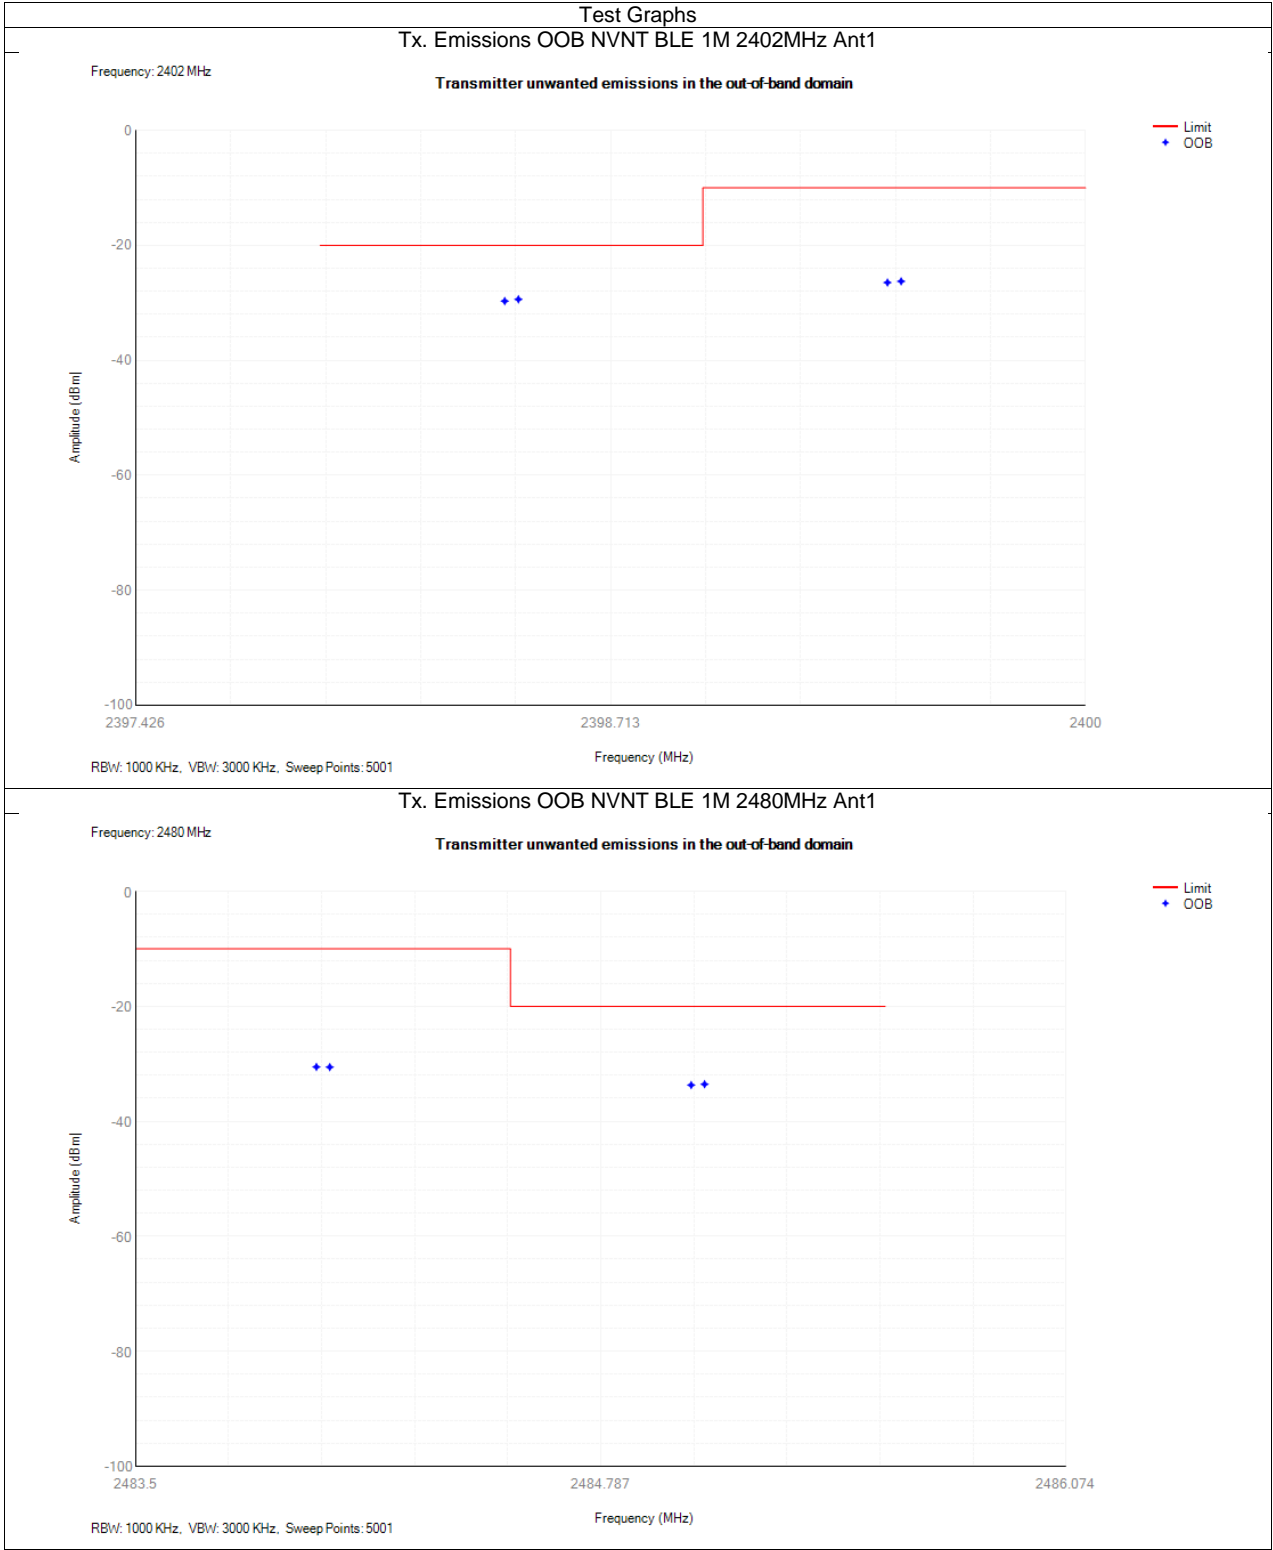 Test Graphs
Tx. Emissions OOB NVNT BLE 1M 2402MHz Ant1
Frequency: 2402 MHz
Transmitter unwanted emissions in the out-of-band domain
Limit
OOB
0
-20
-40
-60
-80
-100
Amplitude [dBm]
2397.426
2398.713
2400
Frequency (MHz)
RBW: 1000 KHz, VBW: 3000 KHz, Sweep Points: 5001
Tx. Emissions OOB NVNT BLE 1M 2480MHz Ant1
Frequency: 2480 MHz
Transmitter unwanted emissions in the out-of-band domain
Limit
OOB
0
-20
-40
-60
-80
-100
Amplitude [dBm]
2483.5
2484.787
2486.074
Frequency (MHz)
RBW: 1000 KHz, VBW: 3000 KHz, Sweep Points: 5001